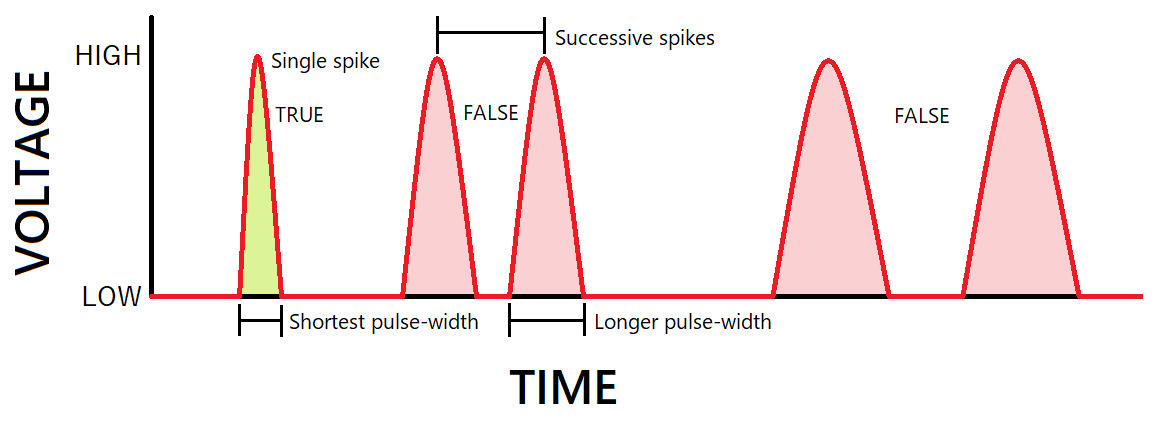 HIGH
VOLTAGE
LOW
Single spike
TRUE
Successive spikes
FALSE
FALSE
Shortest pulse-width
Longer pulse-width
TIME